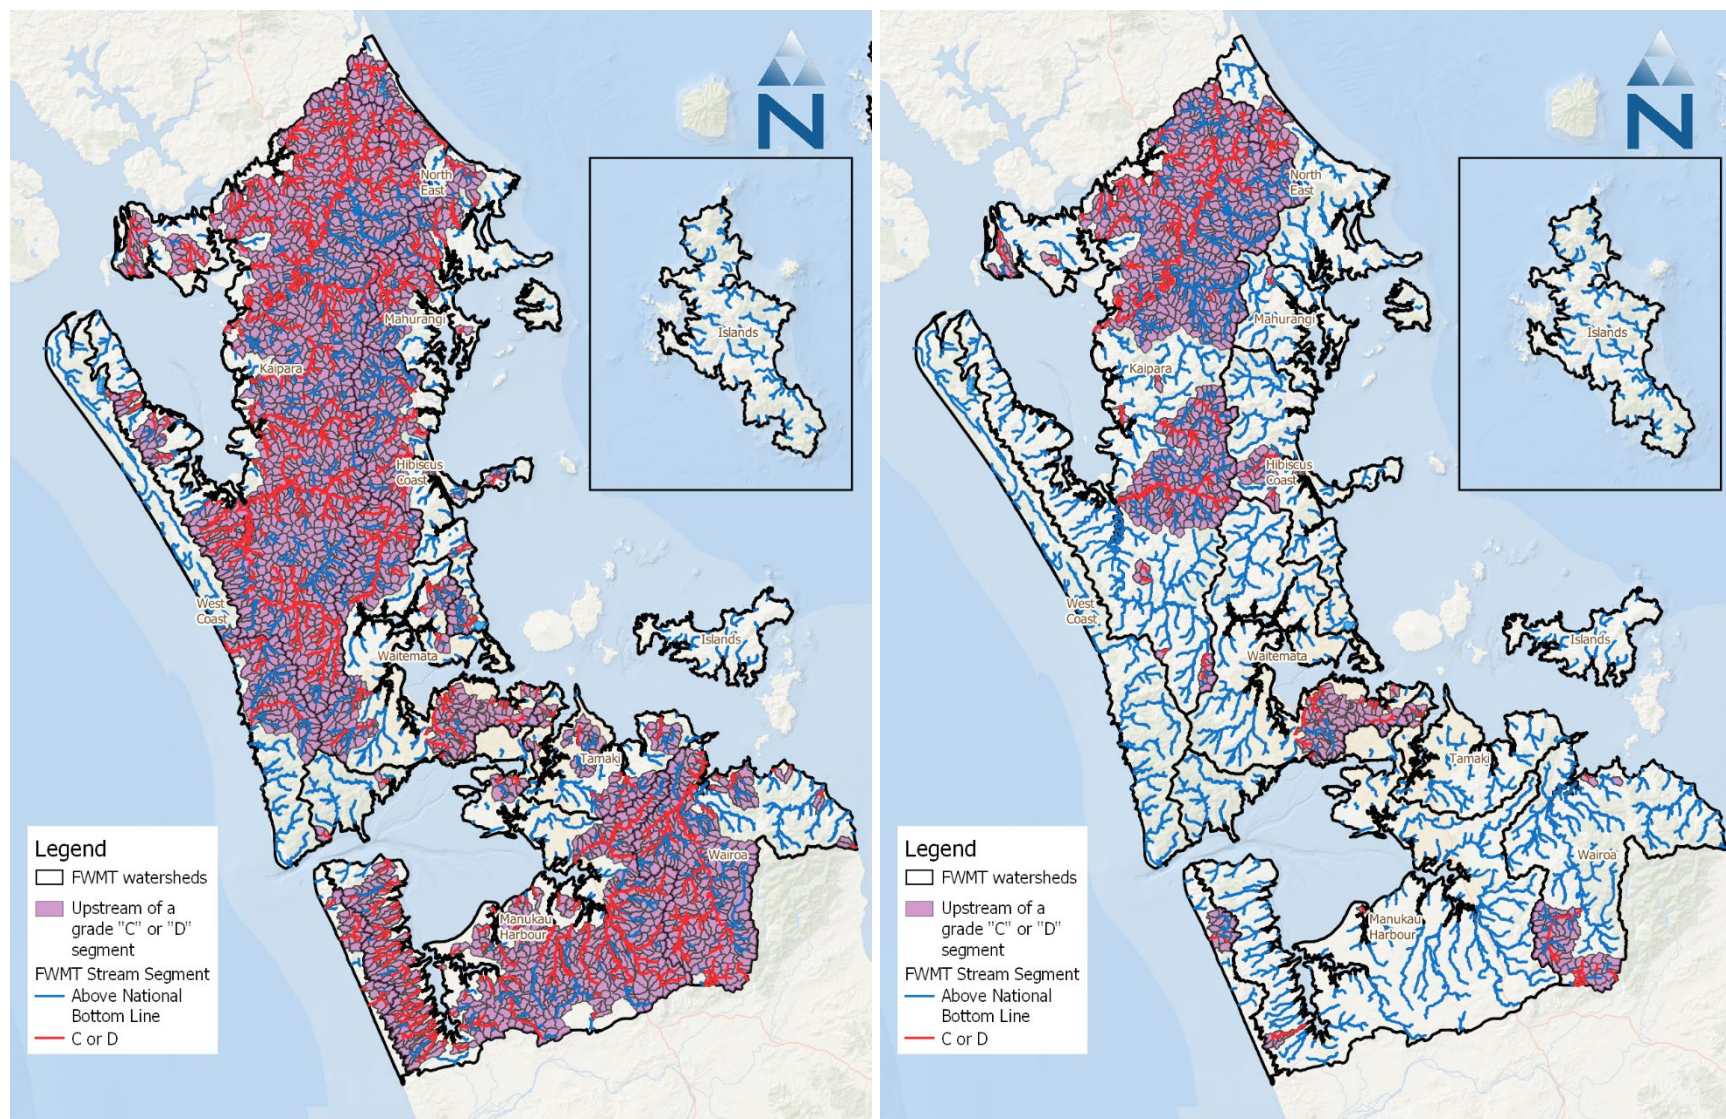 N
North
East
Mahurangi
Kaipara
Islands
Hibiscus
Coast
West
Coast
Waitemata
Islands
Tamaki
Wairoa
Manukau
Harbour
Legend
FWMT watersheds
Upstream of a
grade "C" or "D"
segment
FWMT Stream Segment
Above National
Bottom Line
C or D
N
North
East
Mahurangi
Kaipara
Islands
Hibiscus
Coast
West
Coast
Waitemata
Islands
Tamaki
Wairoa
Manukau
Harbour
Legend
FWMT watersheds
Upstream of a
grade "C" or "D"
segment
FWMT Stream Segment
Above National
Bottom Line
C or D